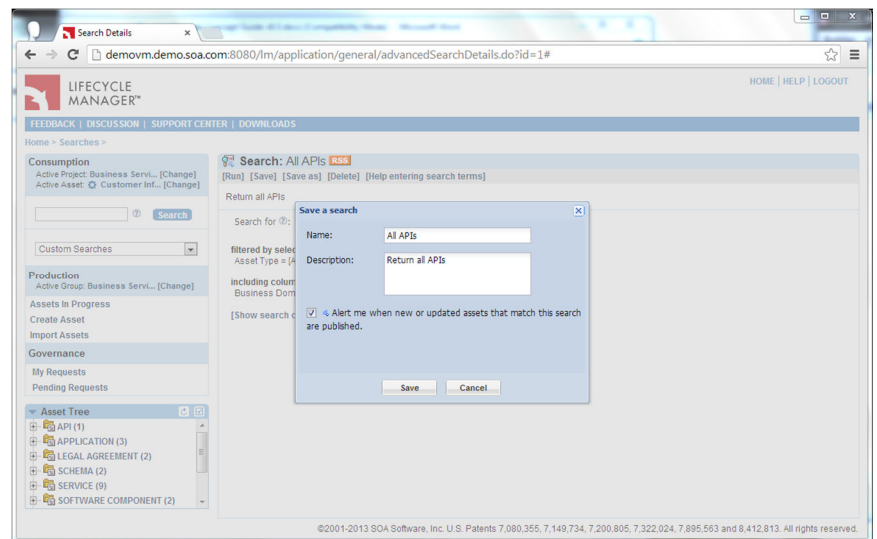 Search Details
demovm.demo.soa.com:8080/lm/application/general/advancedSearchDetails.do?id=1#
LIFECYCLE
MANAGER™
HOME | HELP | LOGOUT
FEEDBACK | DISCUSSION | SUPPORT CENTER | DOWNLOADS
Home > Searches >
Consumption
Active Project: Business Servi... [Change]
Active Asset: Customer Inf... [Change]
Search
Custom Searches
Production
Active Group: Business Servi... [Change]
Assets In Progress
Create Asset
Import Assets
Governance
My Requests
Pending Requests
Asset Tree
API (1)
APPLICATION (3)
LEGAL AGREEMENT (2)
SCHEMA (2)
SERVICE (9)
SOFTWARE COMPONENT (2)
Search: All APIs RSS
[Run] [Save] [Save as] [Delete] [Help entering search terms]
Return all APIs
Search for
filtered by selec
Asset Type = [A
including colum
Business Dom
[Show search c
Save a search
Name: All APIs
Description: Return all APIs
Alert me when new or updated assets that match this search
are published.
Save Cancel
©2001-2013 SOA Software, Inc. U.S. Patents 7,080,355, 7,149,734, 7,200,805, 7,322,024, 7,895,563 and 8,412,813. All rights reserved.